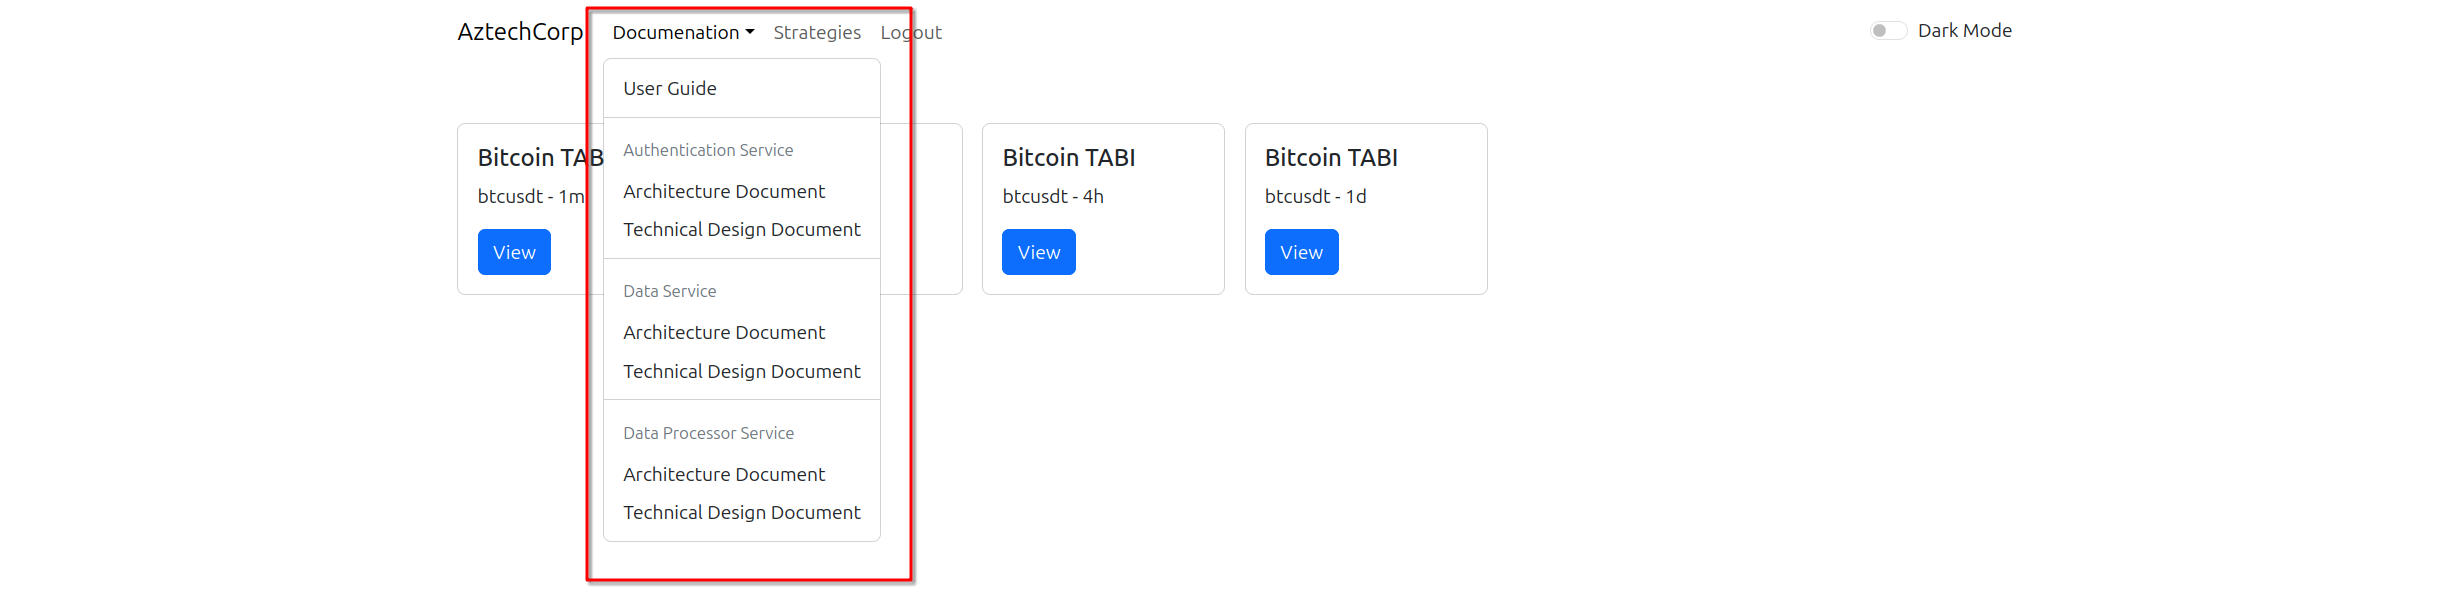 AztechCorp Documenation Strategies Logout Dark Mode
User Guide
Authentication Service
Architecture Document
Technical Design Document
Data Service
Architecture Document
Technical Design Document
Data Processor Service
Architecture Document
Technical Design Document
Bitcoin TAB
btcusdt - 1m
View
Bitcoin TABI
btcusdt - 4h
View
Bitcoin TABI
btcusdt - 1d
View